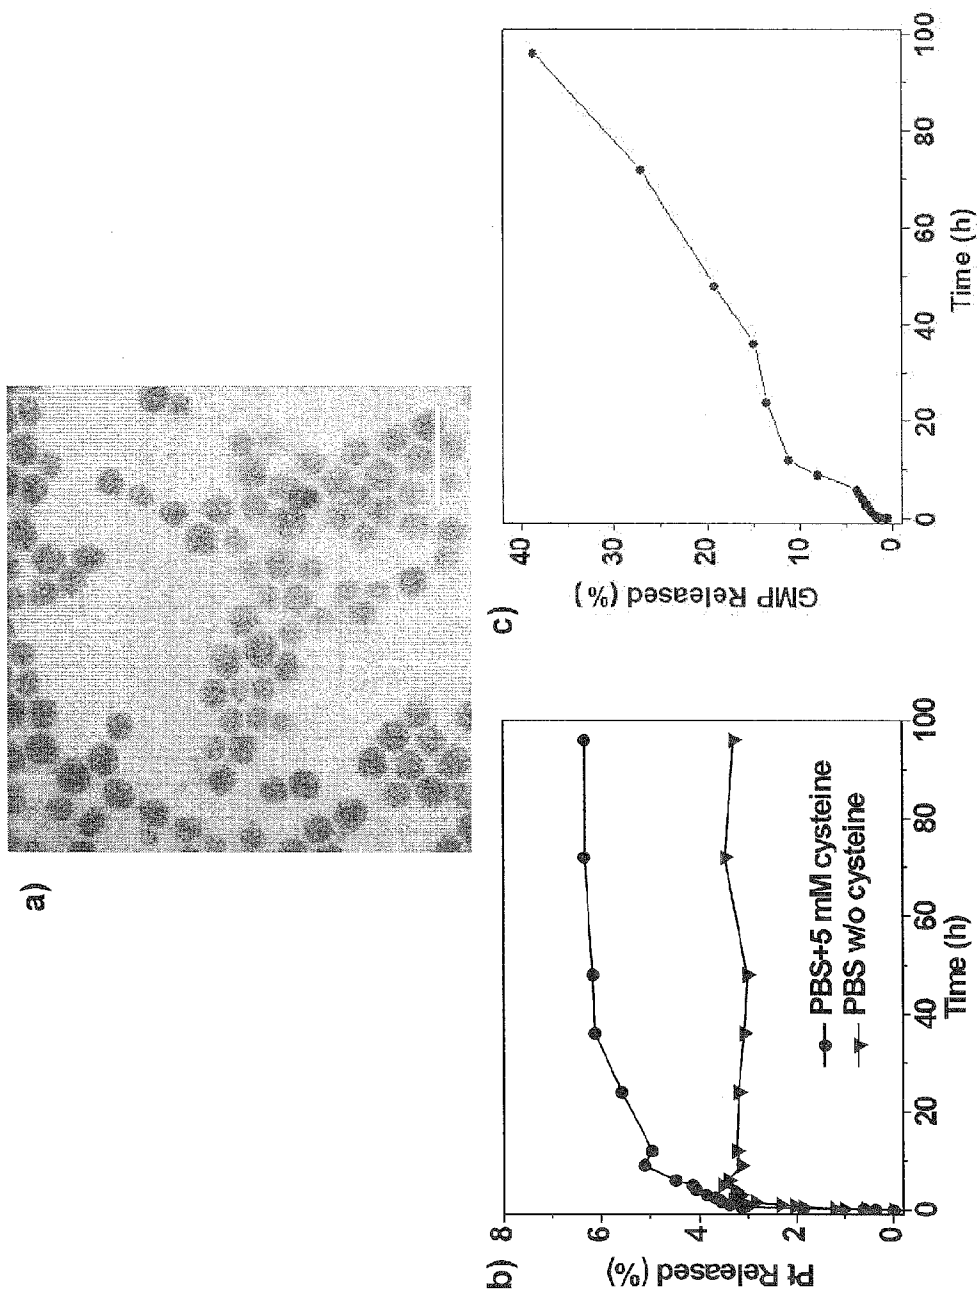 a)
b)
8
6
4
2
0
Pt Released (%)
0 20 40 60 80 100
Time (h)
PBS+5 mM cysteine
PBS w/o cysteine
c)
40
30
20
10
0
GMP Released (%)
0 20 40 60 80 100
Time (h)